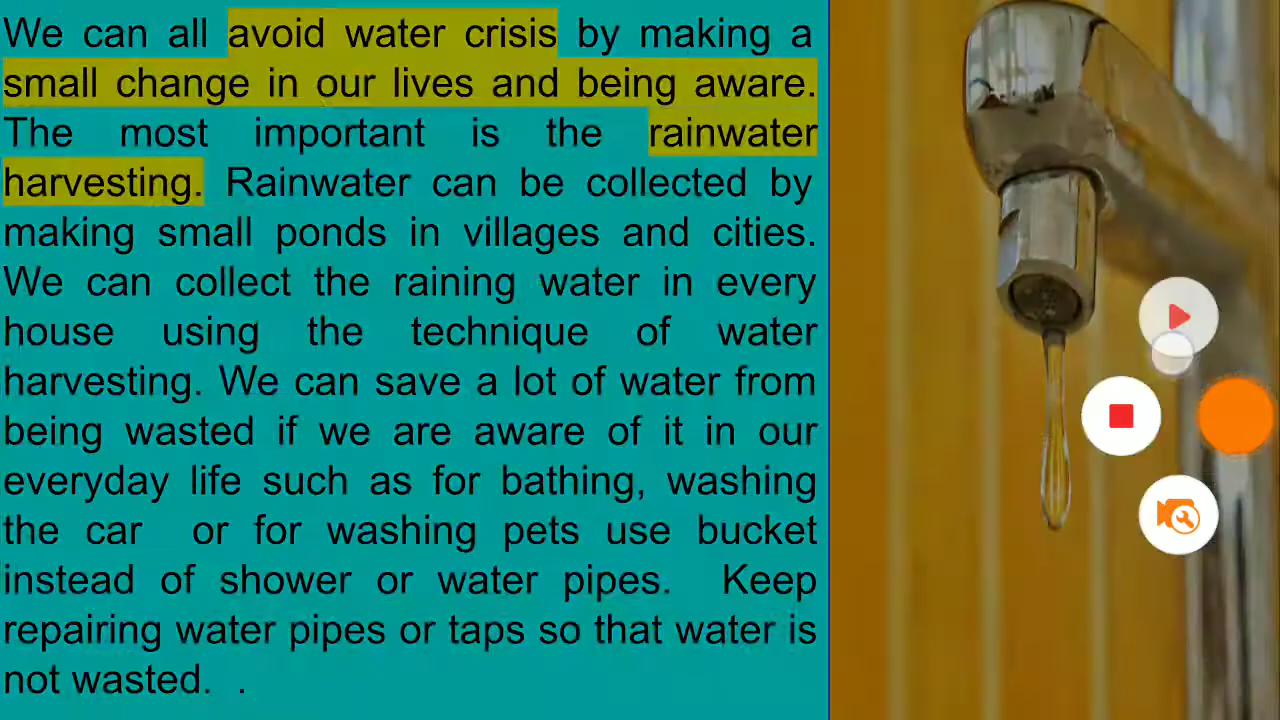 We can all avoid water crisis by making a
small change in our lives and being aware.
The most important is the rainwater
harvesting. Rainwater can be collected by
making small ponds in villages and cities.
We can collect the raining water in every
house using the technique of water
harvesting. We can save a lot of water from
being wasted if we are aware of it in our
everyday life such as for bathing, washing
the car or for washing pets use bucket
instead of shower or water pipes. Keep
repairing water pipes or taps so that water is
not wasted. .